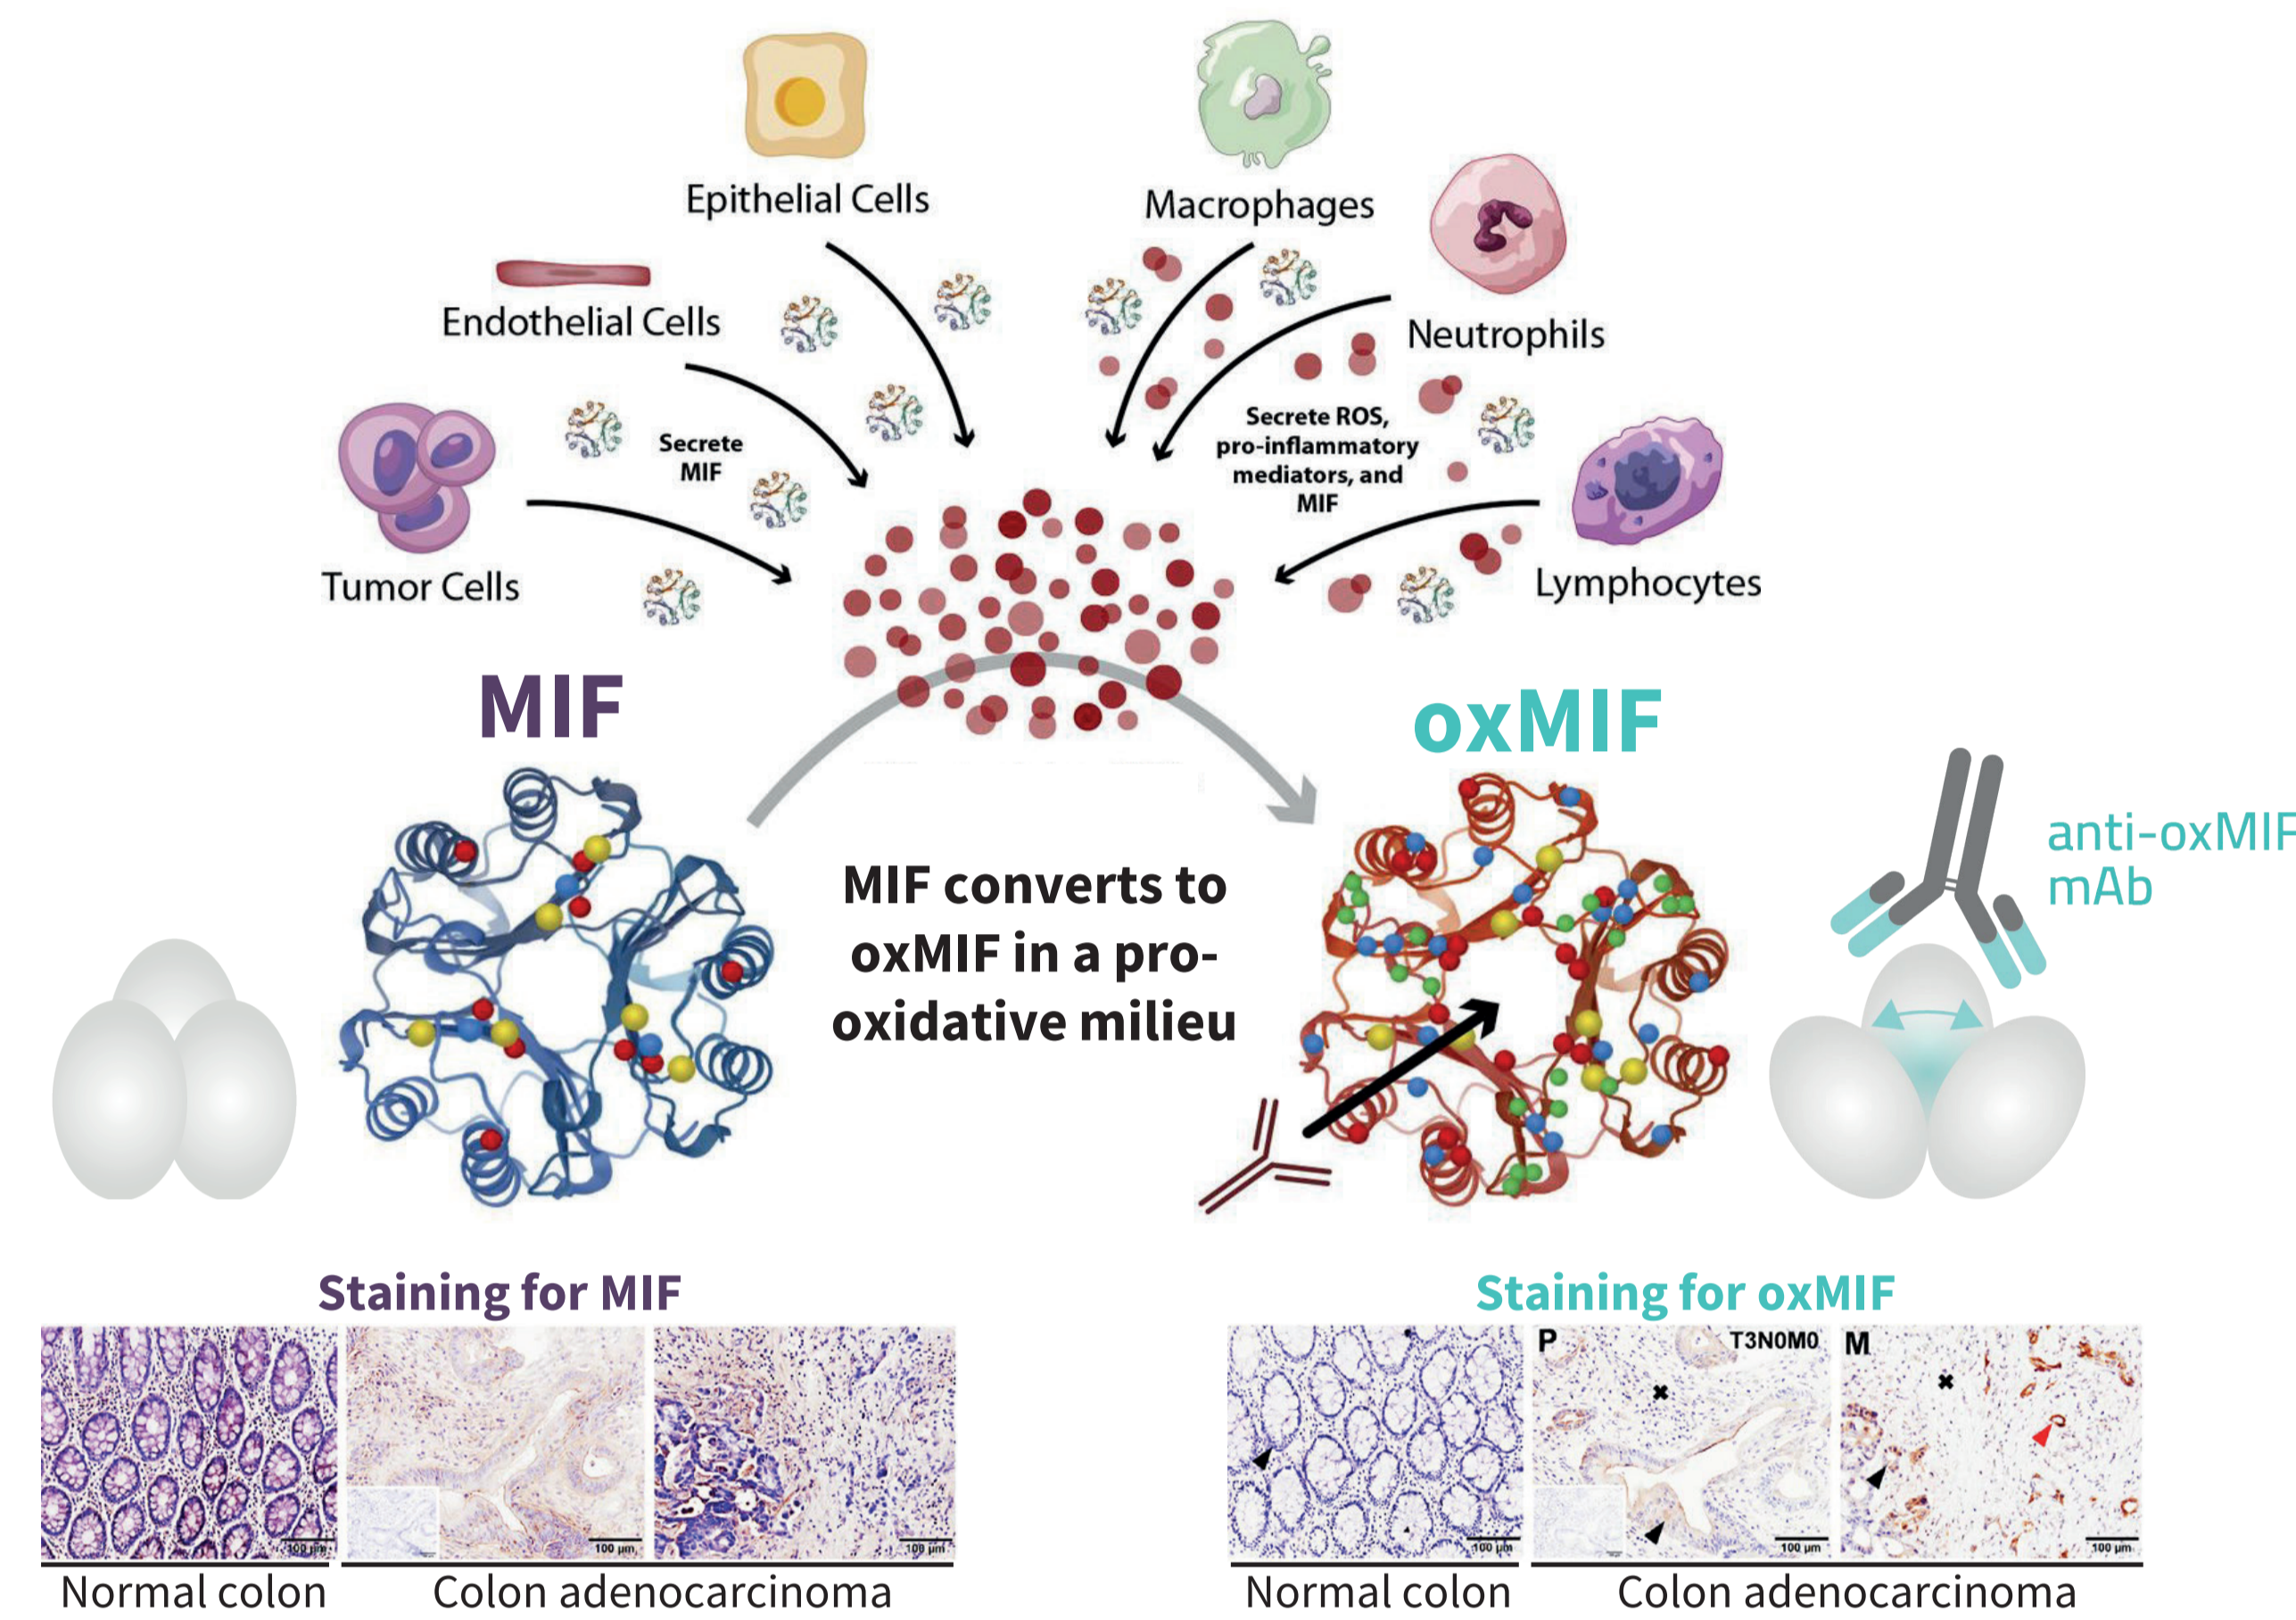 Epithelial Cells
Macrophages
Endothelial Cells
Neutrophils
Secrete
MIF
Secrete ROS,
pro-inflammatory
mediators, and
MIF
Tumor Cells
Lymphocytes
MIF
oxMIF
MIF converts to
oxMIF in a pro-
oxidative milieu
anti-oxMIF
mAb
Staining for MIF
100 µm
100 µm
100 µm
Normal colon
Colon adenocarcinoma
Staining for oxMIF
P
T3N0M0
M
100 µm
100 µm
100 µm
Normal colon
Colon adenocarcinoma